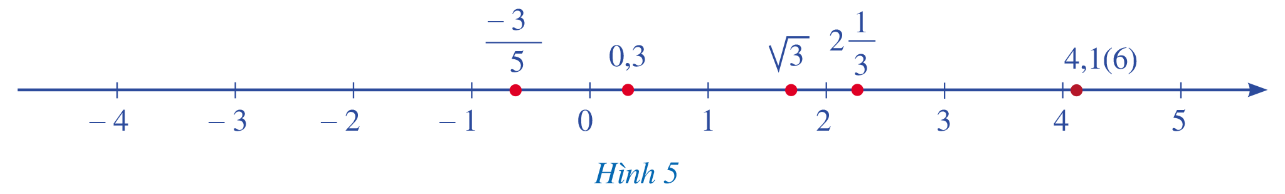 –3/5 0,3 √3 2 1/3 4,1(6)
–4 –3 –2 –1 0 1 2 3 4 5
Hình 5